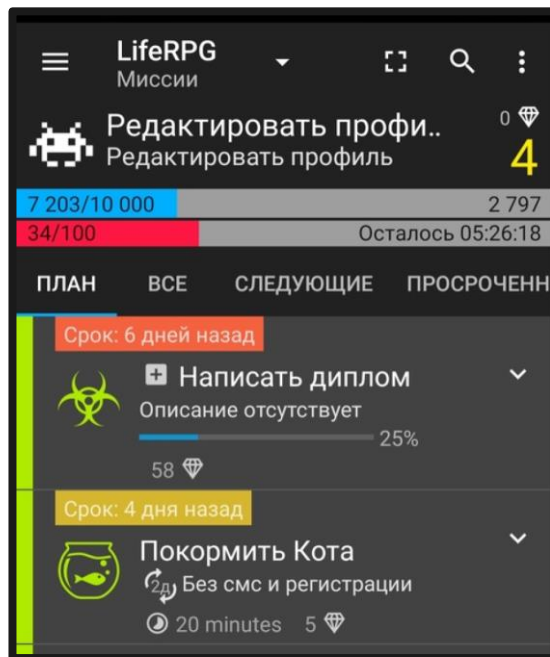 LifeRPG
Миссии
Редактировать профи..
0
Редактировать профиль
4
7 203/10 000 2 797
34/100 Осталось 05:26:18
ПЛАН ВСЕ СЛЕДУЮЩИЕ ПРОСРОЧЕНН
Срок: 6 дней назад
Написать диплом
Описание отсутствует
25%
58
Срок: 4 дня назад
Покормить Кота
2д Без смс и регистрации
20 minutes 5